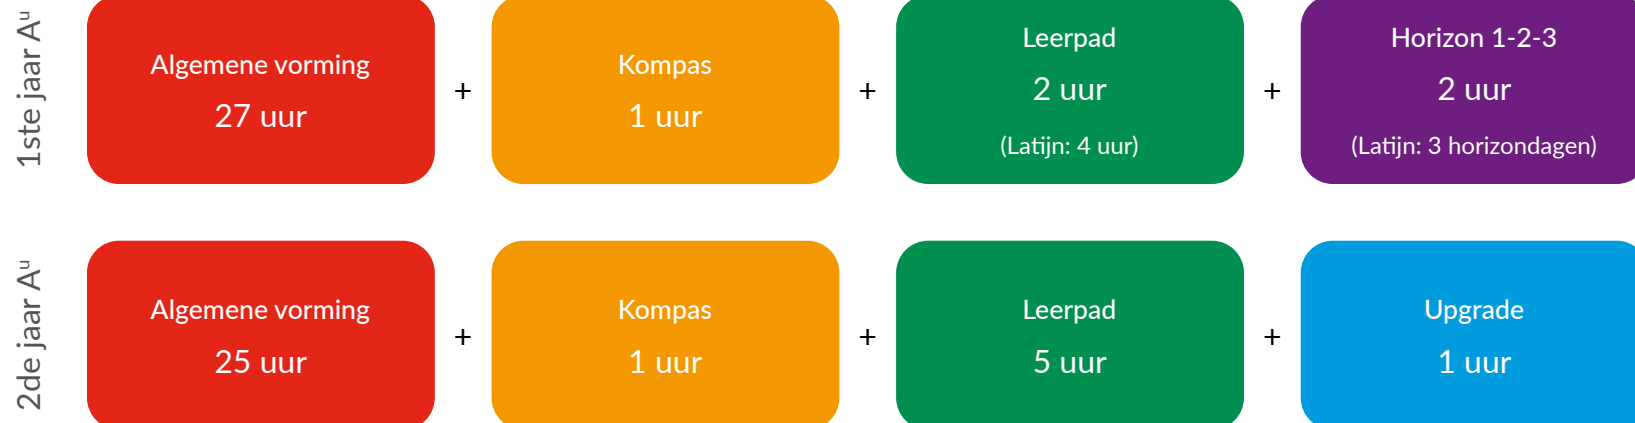 1ste jaar Aᵘ
Algemene vorming
27 uur
+
Kompas
1 uur
+
Leerpad
2 uur
(Latijn: 4 uur)
+
Horizon 1-2-3
2 uur
(Latijn: 3 horizondagen)
2de jaar Aᵘ
Algemene vorming
25 uur
+
Kompas
1 uur
+
Leerpad
5 uur
+
Upgrade
1 uur